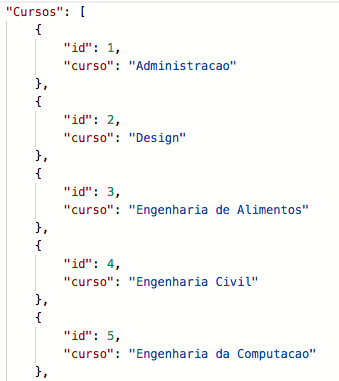 "Cursos": [
{
"id": 1,
"curso": "Administracao"
},
{
"id": 2,
"curso": "Design"
},
{
"id": 3,
"curso": "Engenharia de Alimentos"
},
{
"id": 4,
"curso": "Engenharia Civil"
},
{
"id": 5,
"curso": "Engenharia da Computacao"
},